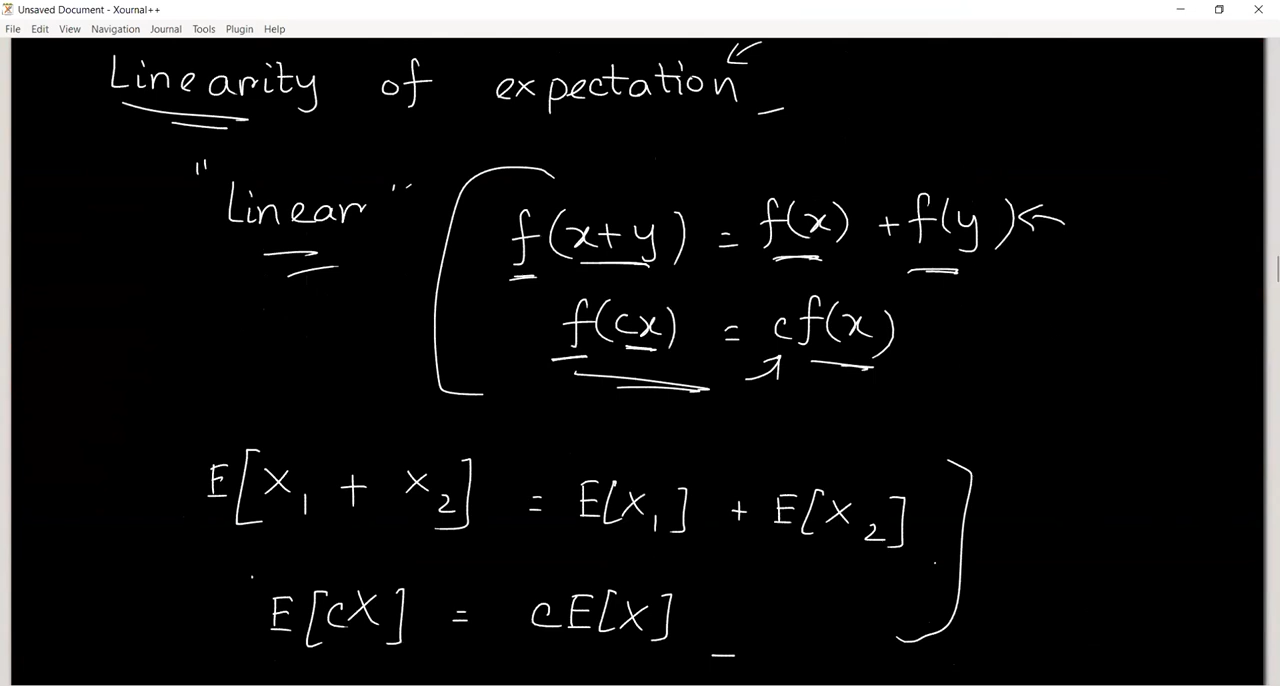 Unsaved Document - Xournal++
File Edit View Navigation Journal Tools Plugin Help
Linearity of expectation
"Linear"
f(x+y) = f(x) + f(y)
f(cx) = cf(x)
E[X₁ + X₂] = E[X₁] + E[X₂]
E[cX] = cE[X]